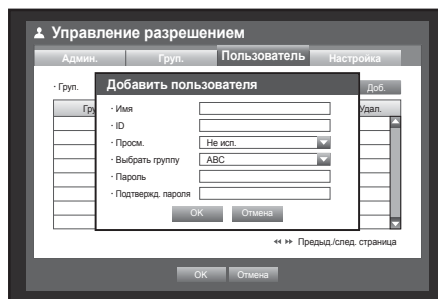 Управление разрешением
Админ. Груп. Пользователь Настройка
· Груп. Доб.
Гру Удал.
Добавить пользователя
· Имя
· ID
· Просм. Не исп.
· Выбрать группу ABC
· Пароль
· Подтвержд. пароля
OK Отмена
Предыд./след. страница
OK Отмена